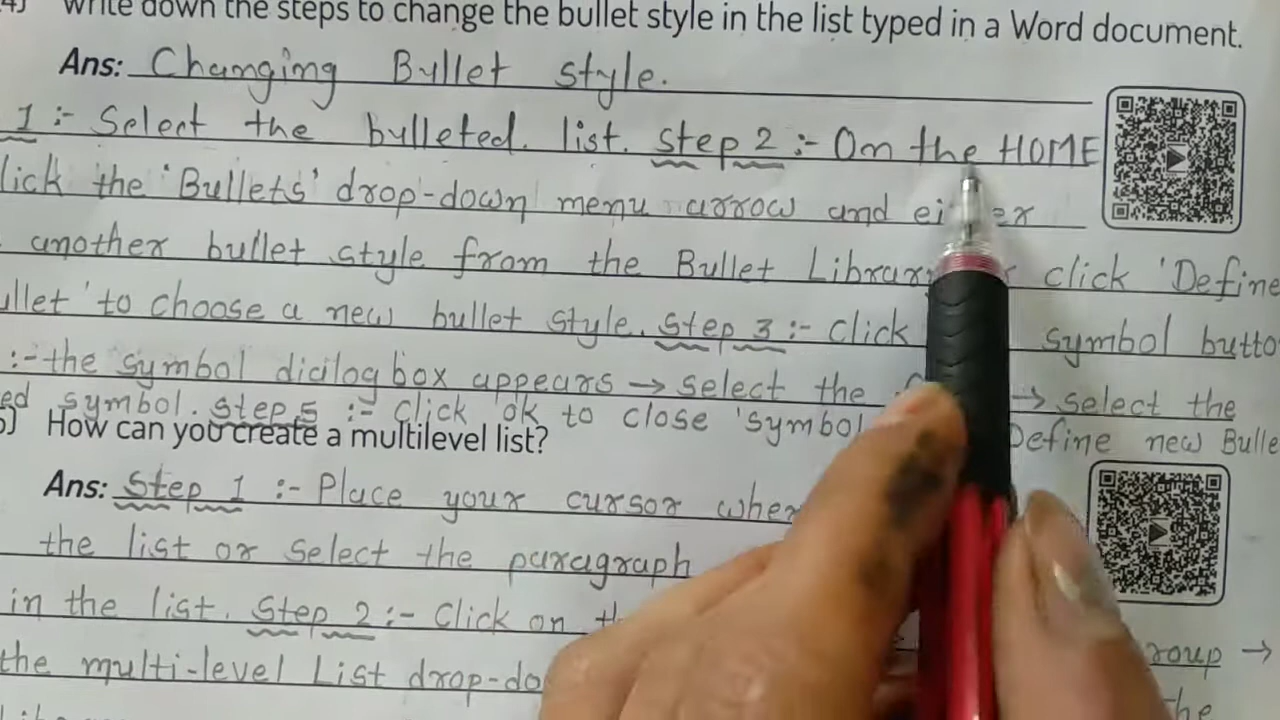 4) Write down the steps to change the bullet style in the list typed in a Word document.
Ans: Changing Bullet style.
1 :- Select the bulleted. list. Step 2 :- On the HOME
lick the 'Bullets' drop-down menu arrow and
another bullet style from the Bullet click 'Define
ullet' to choose a new bullet style. Step 3 :- Click symbol butto
:- the symbol dialog box appears → select the → select the
ed symbol. Step 5 :- Click ok to close 'symbol Define new Bulle
How can you create a multilevel list?
Ans: Step 1 :- Place your cursor
the list or select the paragraph
in the list. Step 2 :- Click on roup →
the multi-level List the